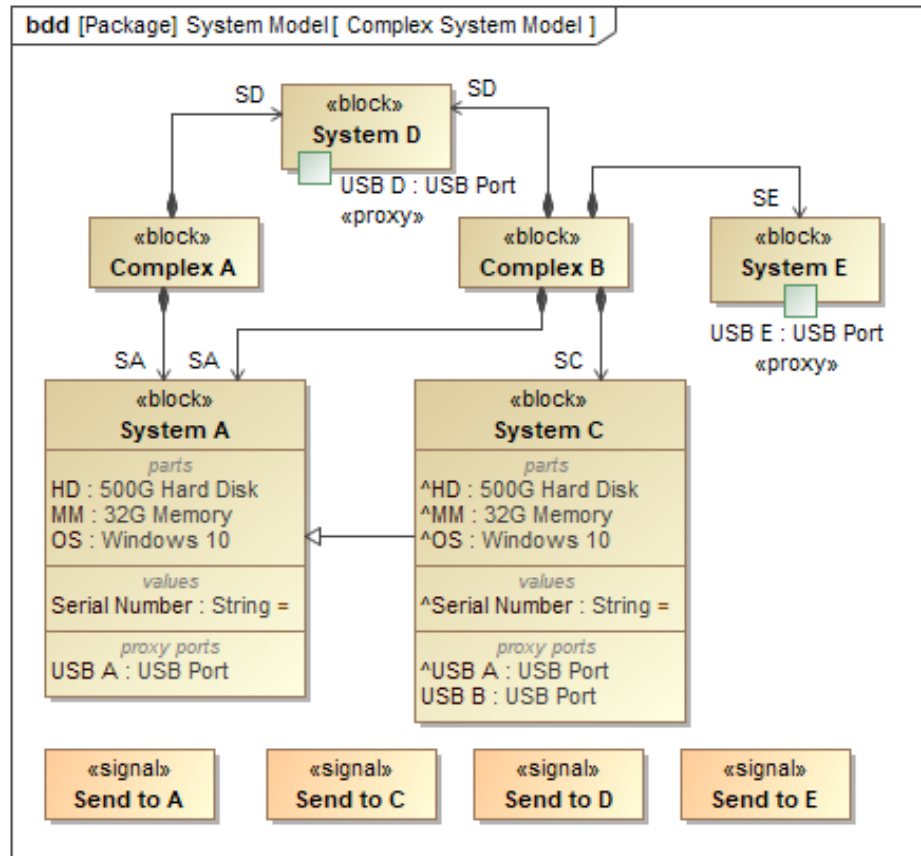 bdd [Package] System Model[ Complex System Model ]
SD
«block»
System D
SD
USB D : USB Port
«proxy»
«block»
Complex A
«block»
Complex B
SE
«block»
System E
USB E : USB Port
«proxy»
SA
SA
SC
«block»
System A
parts
HD : 500G Hard Disk
MM : 32G Memory
OS : Windows 10
values
Serial Number : String =
proxy ports
USB A : USB Port
«block»
System C
parts
^HD : 500G Hard Disk
^MM : 32G Memory
^OS : Windows 10
values
^Serial Number : String =
proxy ports
^USB A : USB Port
USB B : USB Port
«signal»
Send to A
«signal»
Send to C
«signal»
Send to D
«signal»
Send to E